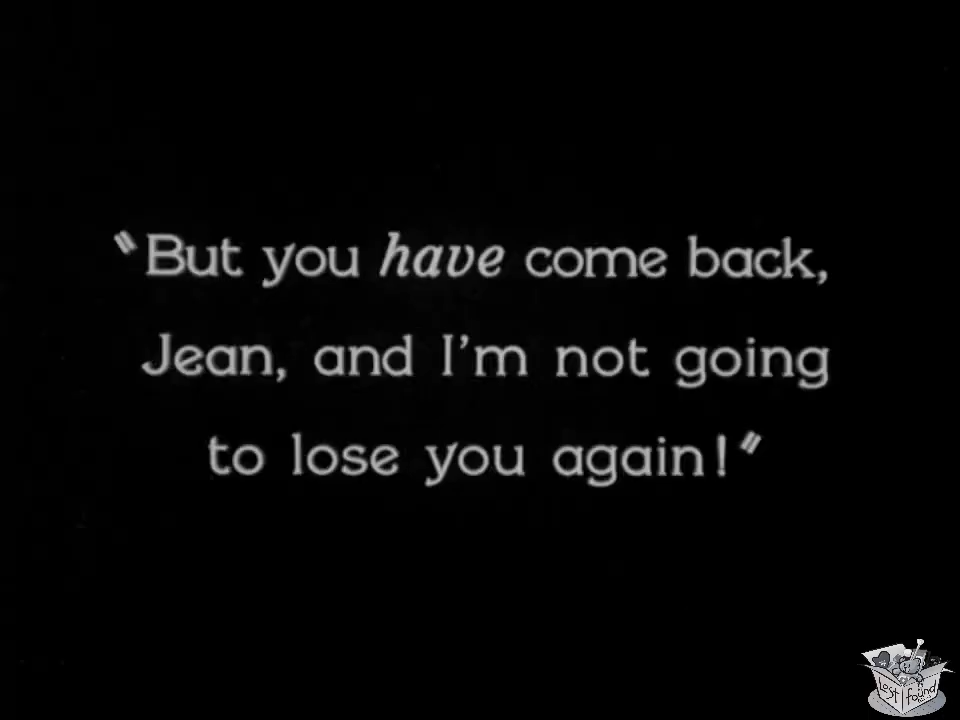 "But you have come back,
Jean, and I'm not going
to lose you again!"
Lost | found